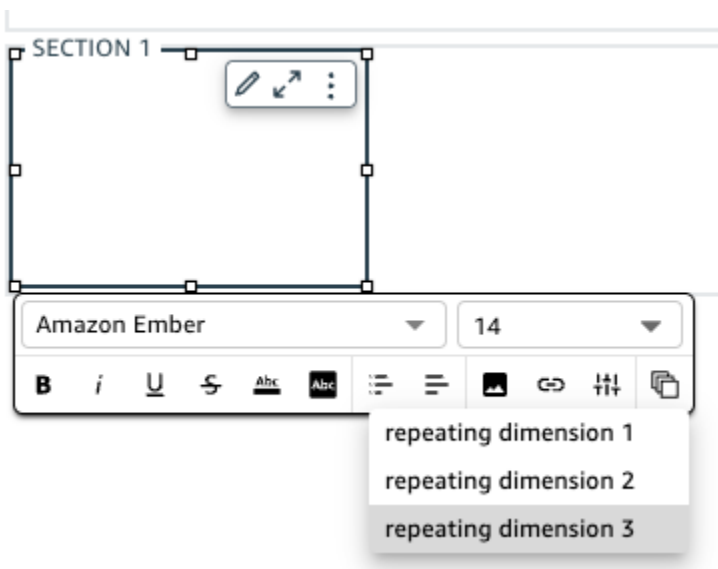 SECTION 1
Amazon Ember
14
B i U S Abc Abc
repeating dimension 1
repeating dimension 2
repeating dimension 3